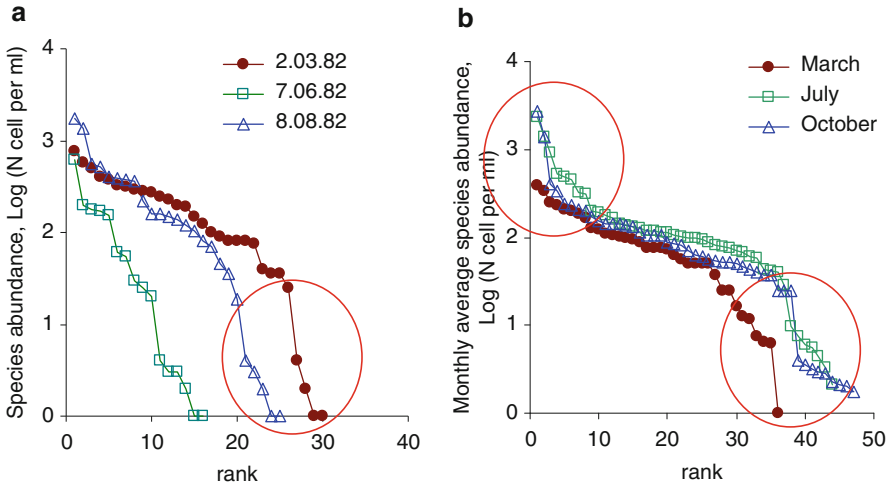 a
Species abundance, Log (N cell per ml)
4
3
2
1
0
0 10 20 30 40
rank
2.03.82
7.06.82
8.08.82
b
Monthly average species abundance,
Log (N cell per ml)
4
3
2
1
0
0 10 20 30 40 50
rank
March
July
October